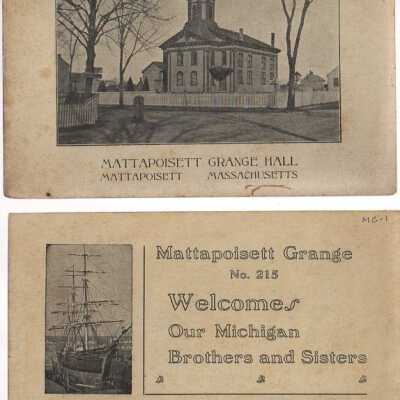 MATTAPOISETT GRANGE HALL
MATTAPOISETT MASSACHUSETTS
MG-1
Mattapoisett Grange
No. 215
Welcomes
Our Michigan
Brothers and Sisters